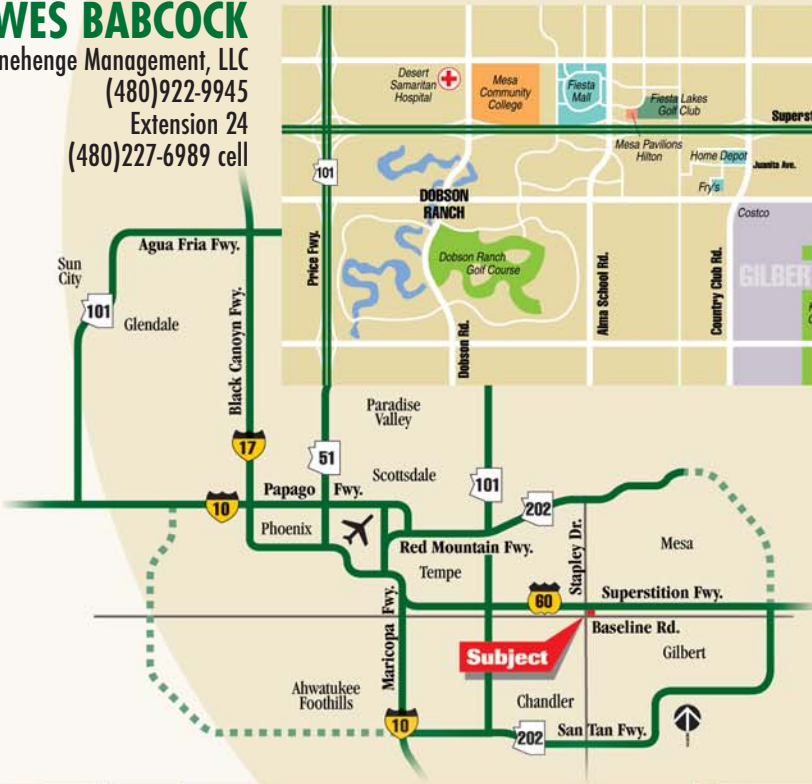 WES BABCOCK
nehenge Management, LLC
(480)922-9945
Extension 24
(480)227-6989 cell
Desert
Samaritan
Hospital
Mesa
Community
College
Fiesta
Mall
Fiesta Lakes
Golf Club
Superst
Mesa Pavilions
Hilton
Home Depot
Juanita Ave.
Fry's
101
DOBSON
RANCH
Costco
Price Fwy.
Dobson Ranch
Golf Course
Dobson Rd.
Alma School Rd.
Country Club Rd.
GILBER
Agua Fria Fwy.
Sun
City
101
Glendale
Black Canoyn Fwy.
Paradise
Valley
17
51
Scottsdale
101
Papago Fwy.
10
202
Phoenix
Red Mountain Fwy.
Stapley Dr.
Mesa
Tempe
60
Superstition Fwy.
Baseline Rd.
Maricopa Fwy.
Subject
Gilbert
Ahwatukee
Foothills
Chandler
10
202
San Tan Fwy.